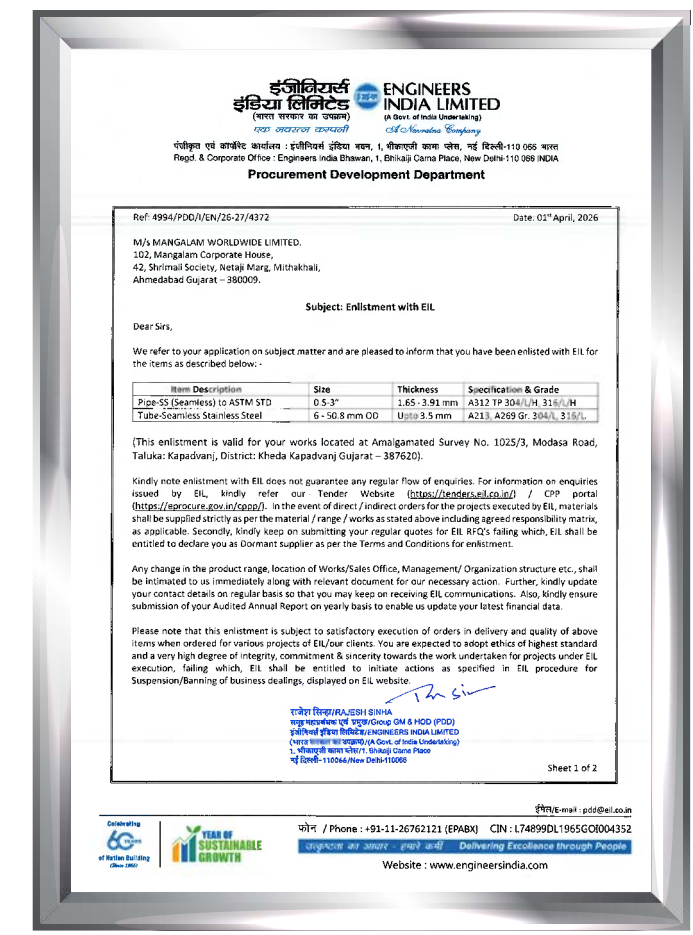 इंजीनियर्स
इंडिया लिमिटेड
(भारत सरकार का उपक्रम)
एक नवरत्न कम्पनी
ENGINEERS
INDIA LIMITED
(A Govt. of India Undertaking)
A Navratna Company
पंजीकृत एवं कार्पोरेट कार्यालय : इंजीनियर्स इंडिया भवन, 1, भीकाएजी कामा प्लेस, नई दिल्ली-110 066 भारत
Regd. & Corporate Office : Engineers India Bhawan, 1, Bhikaiji Cama Place, New Delhi-110 066 INDIA
Procurement Development Department
Ref: 4994/PDD/I/EN/26-27/4372 Date: 01st April, 2026
M/s MANGALAM WORLDWIDE LIMITED.
102, Mangalam Corporate House,
42, Shrimali Society, Netaji Marg, Mithakhali,
Ahmedabad Gujarat – 380009.
Subject: Enlistment with EIL
Dear Sirs,
We refer to your application on subject matter and are pleased to inform that you have been enlisted with EIL for
the items as described below: -
Item Description Size Thickness Specification & Grade
Pipe-SS (Seamless) to ASTM STD 0.5-3” 1.65 - 3.91 mm A312 TP 304/L/H, 316/L/H
Tube-Seamless Stainless Steel 6 - 50.8 mm OD Upto 3.5 mm A213, A269 Gr. 304/L, 316/L.
(This enlistment is valid for your works located at Amalgamated Survey No. 1025/3, Modasa Road,
Taluka: Kapadvanj, District: Kheda Kapadvanj Gujarat – 387620).
Kindly note enlistment with EIL does not guarantee any regular flow of enquiries. For information on enquiries
issued by EIL, kindly refer our Tender Website (https://tenders.eil.co.in/) / CPP portal
(https://eprocure.gov.in/cppp/). In the event of direct / indirect orders for the projects executed by EIL, materials
shall be supplied strictly as per the material / range / works as stated above including agreed responsibility matrix,
as applicable. Secondly, kindly keep on submitting your regular quotes for EIL RFQ's failing which, EIL shall be
entitled to declare you as Dormant supplier as per the Terms and Conditions for enlistment.
Any change in the product range, location of Works/Sales Office, Management/ Organization structure etc., shall
be intimated to us immediately along with relevant document for our necessary action. Further, kindly update
your contact details on regular basis so that you may keep on receiving EIL communications. Also, kindly ensure
submission of your Audited Annual Report on yearly basis to enable us update your latest financial data.
Please note that this enlistment is subject to satisfactory execution of orders in delivery and quality of above
items when ordered for various projects of EIL/our clients. You are expected to adopt ethics of highest standard
and a very high degree of integrity, commitment & sincerity towards the work undertaken for projects under EIL
execution, failing which, EIL shall be entitled to initiate actions as specified in EIL procedure for
Suspension/Banning of business dealings, displayed on EIL website.
राजेश सिन्हा/RAJESH SINHA
समूह महाप्रबंधक एवं प्रमुख/Group GM & HOD (PDD)
इंजीनियर्स इंडिया लिमिटेड/ENGINEERS INDIA LIMITED
(भारत सरकार का उपक्रम)/(A Govt. of India Undertaking)
1, भीकाएजी कामा प्लेस/1, Bhikaiji Cama Place
नई दिल्ली-110066/New Delhi-110066
Sheet 1 of 2
ईमेल/E-mail : pdd@eil.co.in
Celebrating
60 YEARS
of Nation Building
(Since 1965)
YEAR OF
SUSTAINABLE
GROWTH
फोन / Phone : +91-11-26762121 (EPABX) CIN : L74899DL1965GOI004352
उत्कृष्टता का आधार - हमारे कर्मी Delivering Excellence through People
Website : www.engineersindia.com